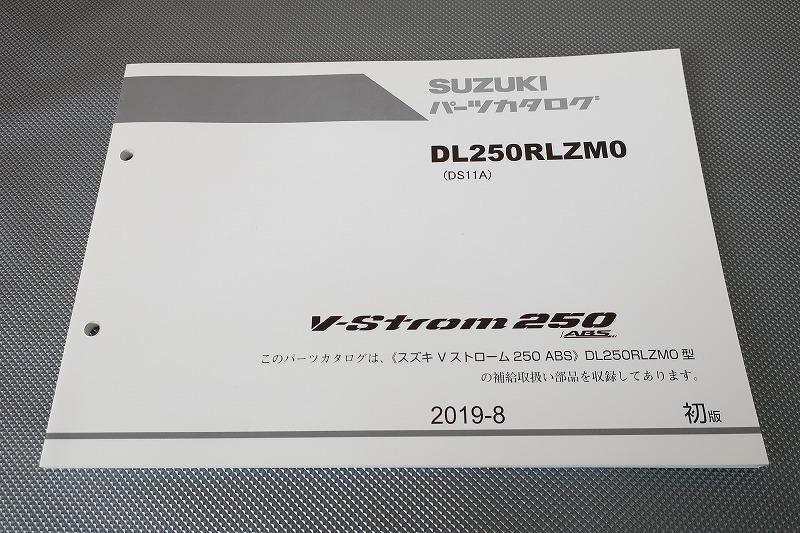 SUZUKI
パーツカタログ
DL250RLZM0
(DS11A)
V-Strom 250
/ABS
このパーツカタログは、《スズキ V ストローム 250 ABS》 DL250RLZM0 型
の補給取扱い部品を収録してあります。
2019-8
初版